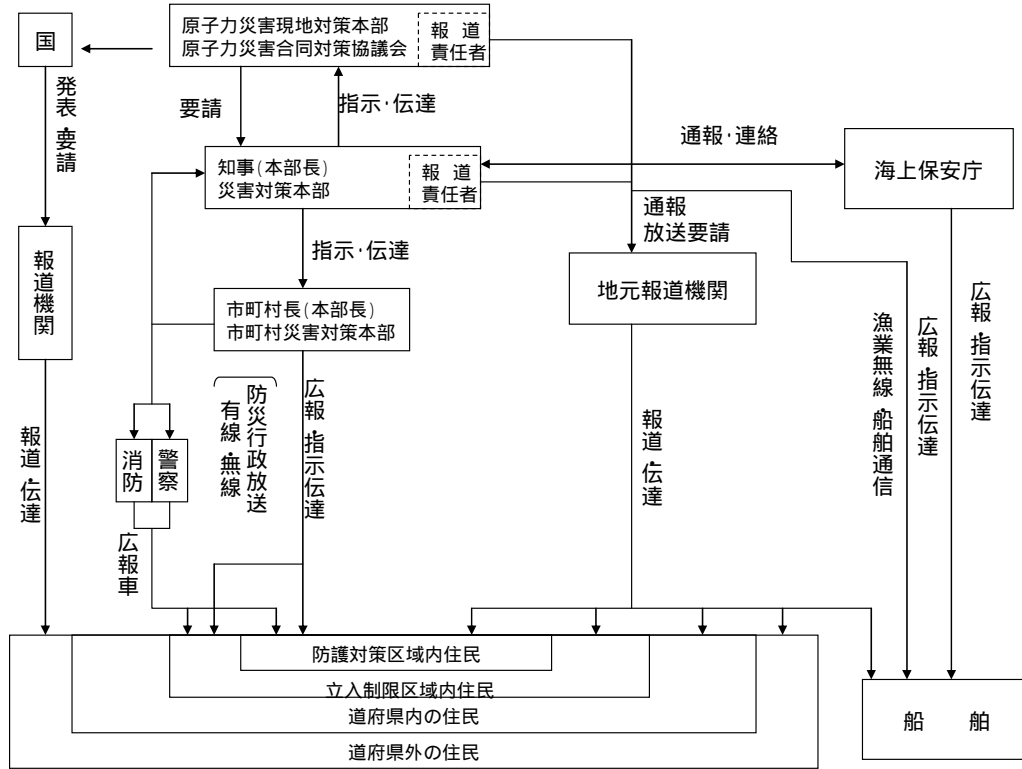 原子力災害現地対策本部
原子力災害合同対策協議会
報　道
責任者
国
発表・要請
要請
指示・伝達
知事(本部長)
災害対策本部
報　道
責任者
通報・連絡
海上保安庁
通報
放送要請
報道機関
指示・伝達
地元報道機関
市町村長(本部長)
市町村災害対策本部
防災行政放送
有線・無線
広報・指示伝達
漁業無線・船舶通信
広報・指示伝達
広報・指示伝達
報道・伝達
消防
警察
広報車
報道・伝達
防護対策区域内住民
立入制限区域内住民
道府県内の住民
道府県外の住民
船　舶